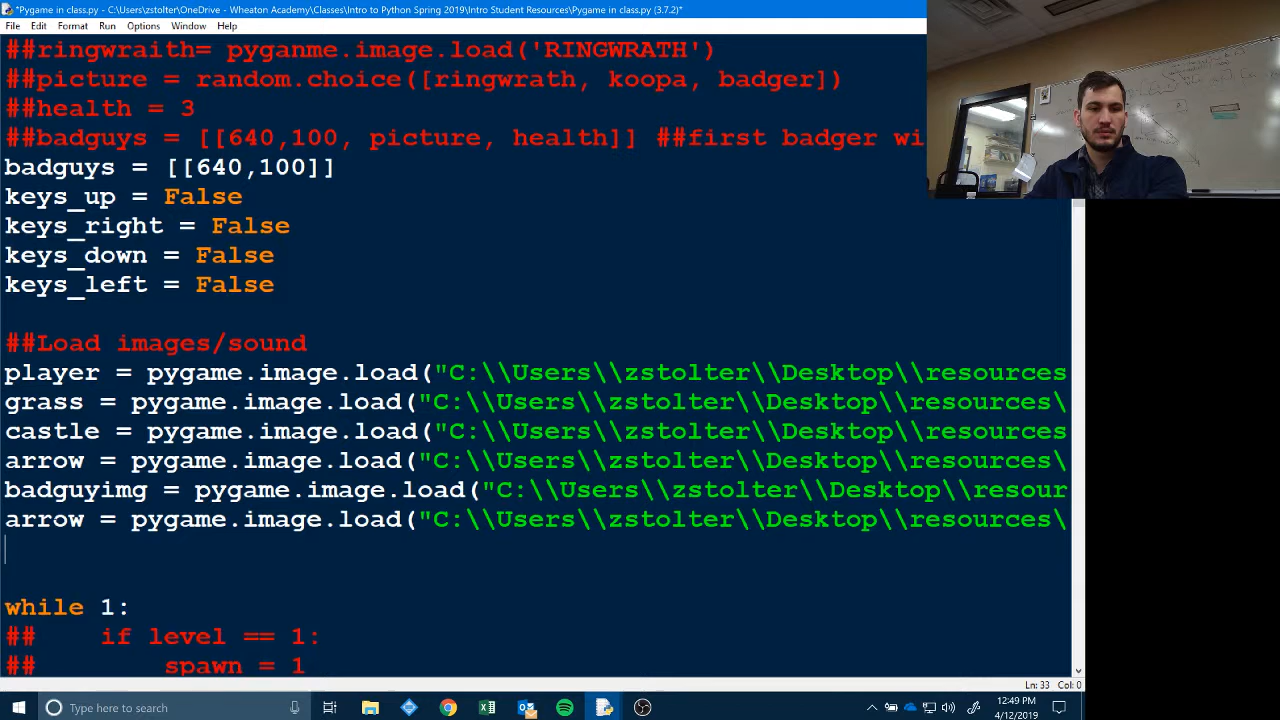 *Pygame in class.py - C:\Users\zstolter\OneDrive - Wheaton Academy\Classes\Intro to Python Spring 2019\Intro Student Resources\Pygame in class.py (3.7.2)*
File Edit Format Run Options Window Help
##ringwraith= pyganme.image.load('RINGWRATH')
##picture = random.choice([ringwrath, koopa, badger])
##health = 3
##badguys = [[640,100, picture, health]] ##first badger wi
badguys = [[640,100]]
keys_up = False
keys_right = False
keys_down = False
keys_left = False
##Load images/sound
player = pygame.image.load("C:\\Users\\zstolter\\Desktop\\resources
grass = pygame.image.load("C:\\Users\\zstolter\\Desktop\\resources\
castle = pygame.image.load("C:\\Users\\zstolter\\Desktop\\resources
arrow = pygame.image.load("C:\\Users\\zstolter\\Desktop\\resources\
badguyimg = pygame.image.load("C:\\Users\\zstolter\\Desktop\\resour
arrow = pygame.image.load("C:\\Users\\zstolter\\Desktop\\resources\
while 1:
##    if level == 1:
##        spawn = 1
Ln: 33 Col: 0
Type here to search
12:49 PM
4/12/2019